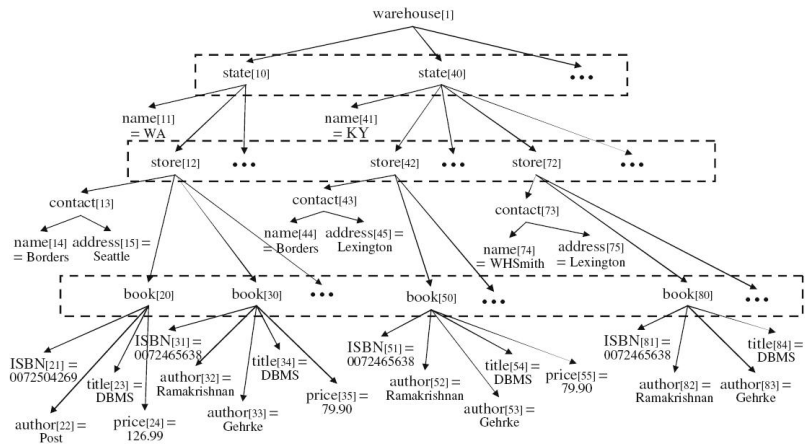 warehouse[1]
state[10] state[40] •••
name[11] = WA
name[41] = KY
store[12] ••• store[42] ••• store[72] •••
contact[13]
contact[43]
contact[73]
name[14] = Borders
address[15] = Seattle
name[44] = Borders
address[45] = Lexington
name[74] = WHSmith
address[75] = Lexington
book[20] book[30] ••• book[50] ••• book[80] •••
ISBN[21] 0072504269
author[22] = Post
title[23] = DBMS
price[24] = 126.99
ISBN[31] = 0072465638
author[32] = Ramakrishnan
author[33] = Gehrke
title[34] = DBMS
price[35] = 79.90
ISBN[51] = 0072465638
author[52] = Ramakrishnan
author[53] = Gehrke
title[54] = DBMS
price[55] = 79.90
ISBN[81] = 0072465638
author[82] = Ramakrishnan
author[83] = Gehrke
title[84] = DBMS